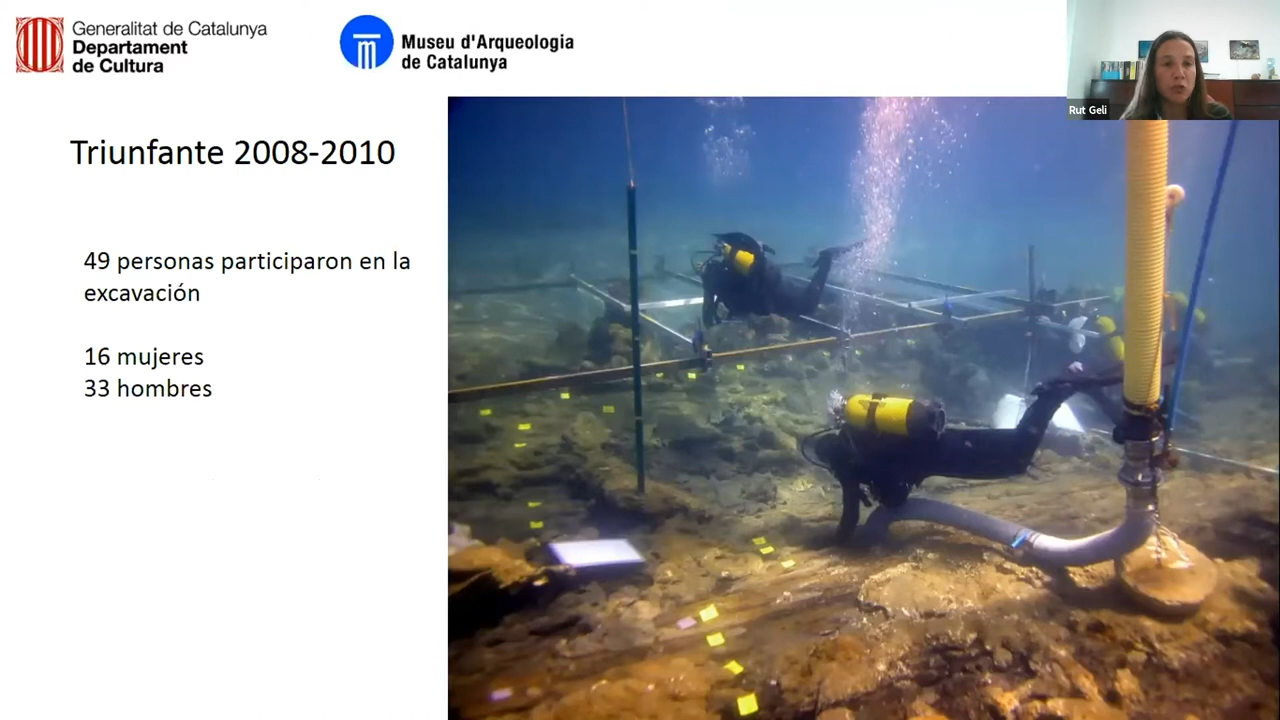 Generalitat de Catalunya
Departament
de Cultura
Museu d'Arqueologia
de Catalunya
Rut Geli
Triunfante 2008-2010
49 personas participaron en la
excavación
16 mujeres
33 hombres